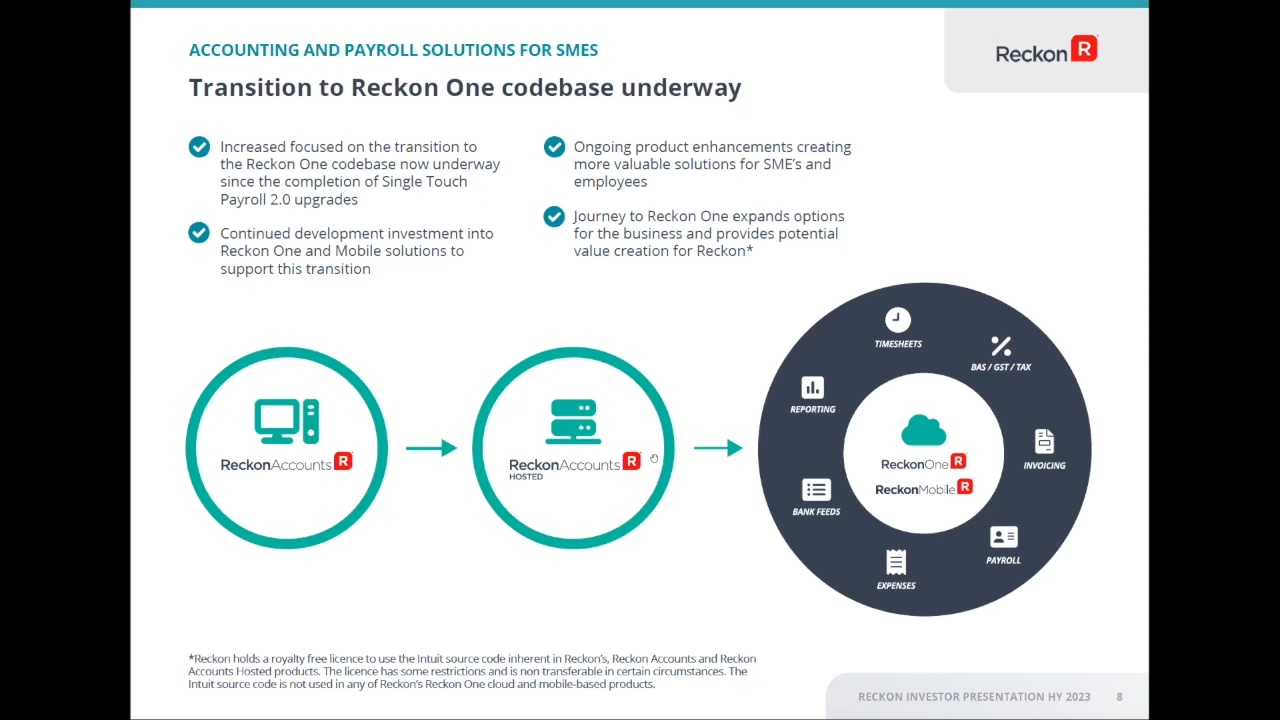 ACCOUNTING AND PAYROLL SOLUTIONS FOR SMES
Reckon R
Transition to Reckon One codebase underway
Increased focused on the transition to
the Reckon One codebase now underway
since the completion of Single Touch
Payroll 2.0 upgrades
Continued development investment into
Reckon One and Mobile solutions to
support this transition
Ongoing product enhancements creating
more valuable solutions for SME's and
employees
Journey to Reckon One expands options
for the business and provides potential
value creation for Reckon*
ReckonAccounts R
ReckonAccounts R
HOSTED
TIMESHEETS
BAS / GST / TAX
REPORTING
INVOICING
ReckonOne R
ReckonMobile R
BANK FEEDS
PAYROLL
EXPENSES
*Reckon holds a royalty free licence to use the Intuit source code inherent in Reckon's, Reckon Accounts and Reckon
Accounts Hosted products. The licence has some restrictions and is non transferable in certain circumstances. The
Intuit source code is not used in any of Reckon's Reckon One cloud and mobile-based products.
RECKON INVESTOR PRESENTATION HY 2023 8